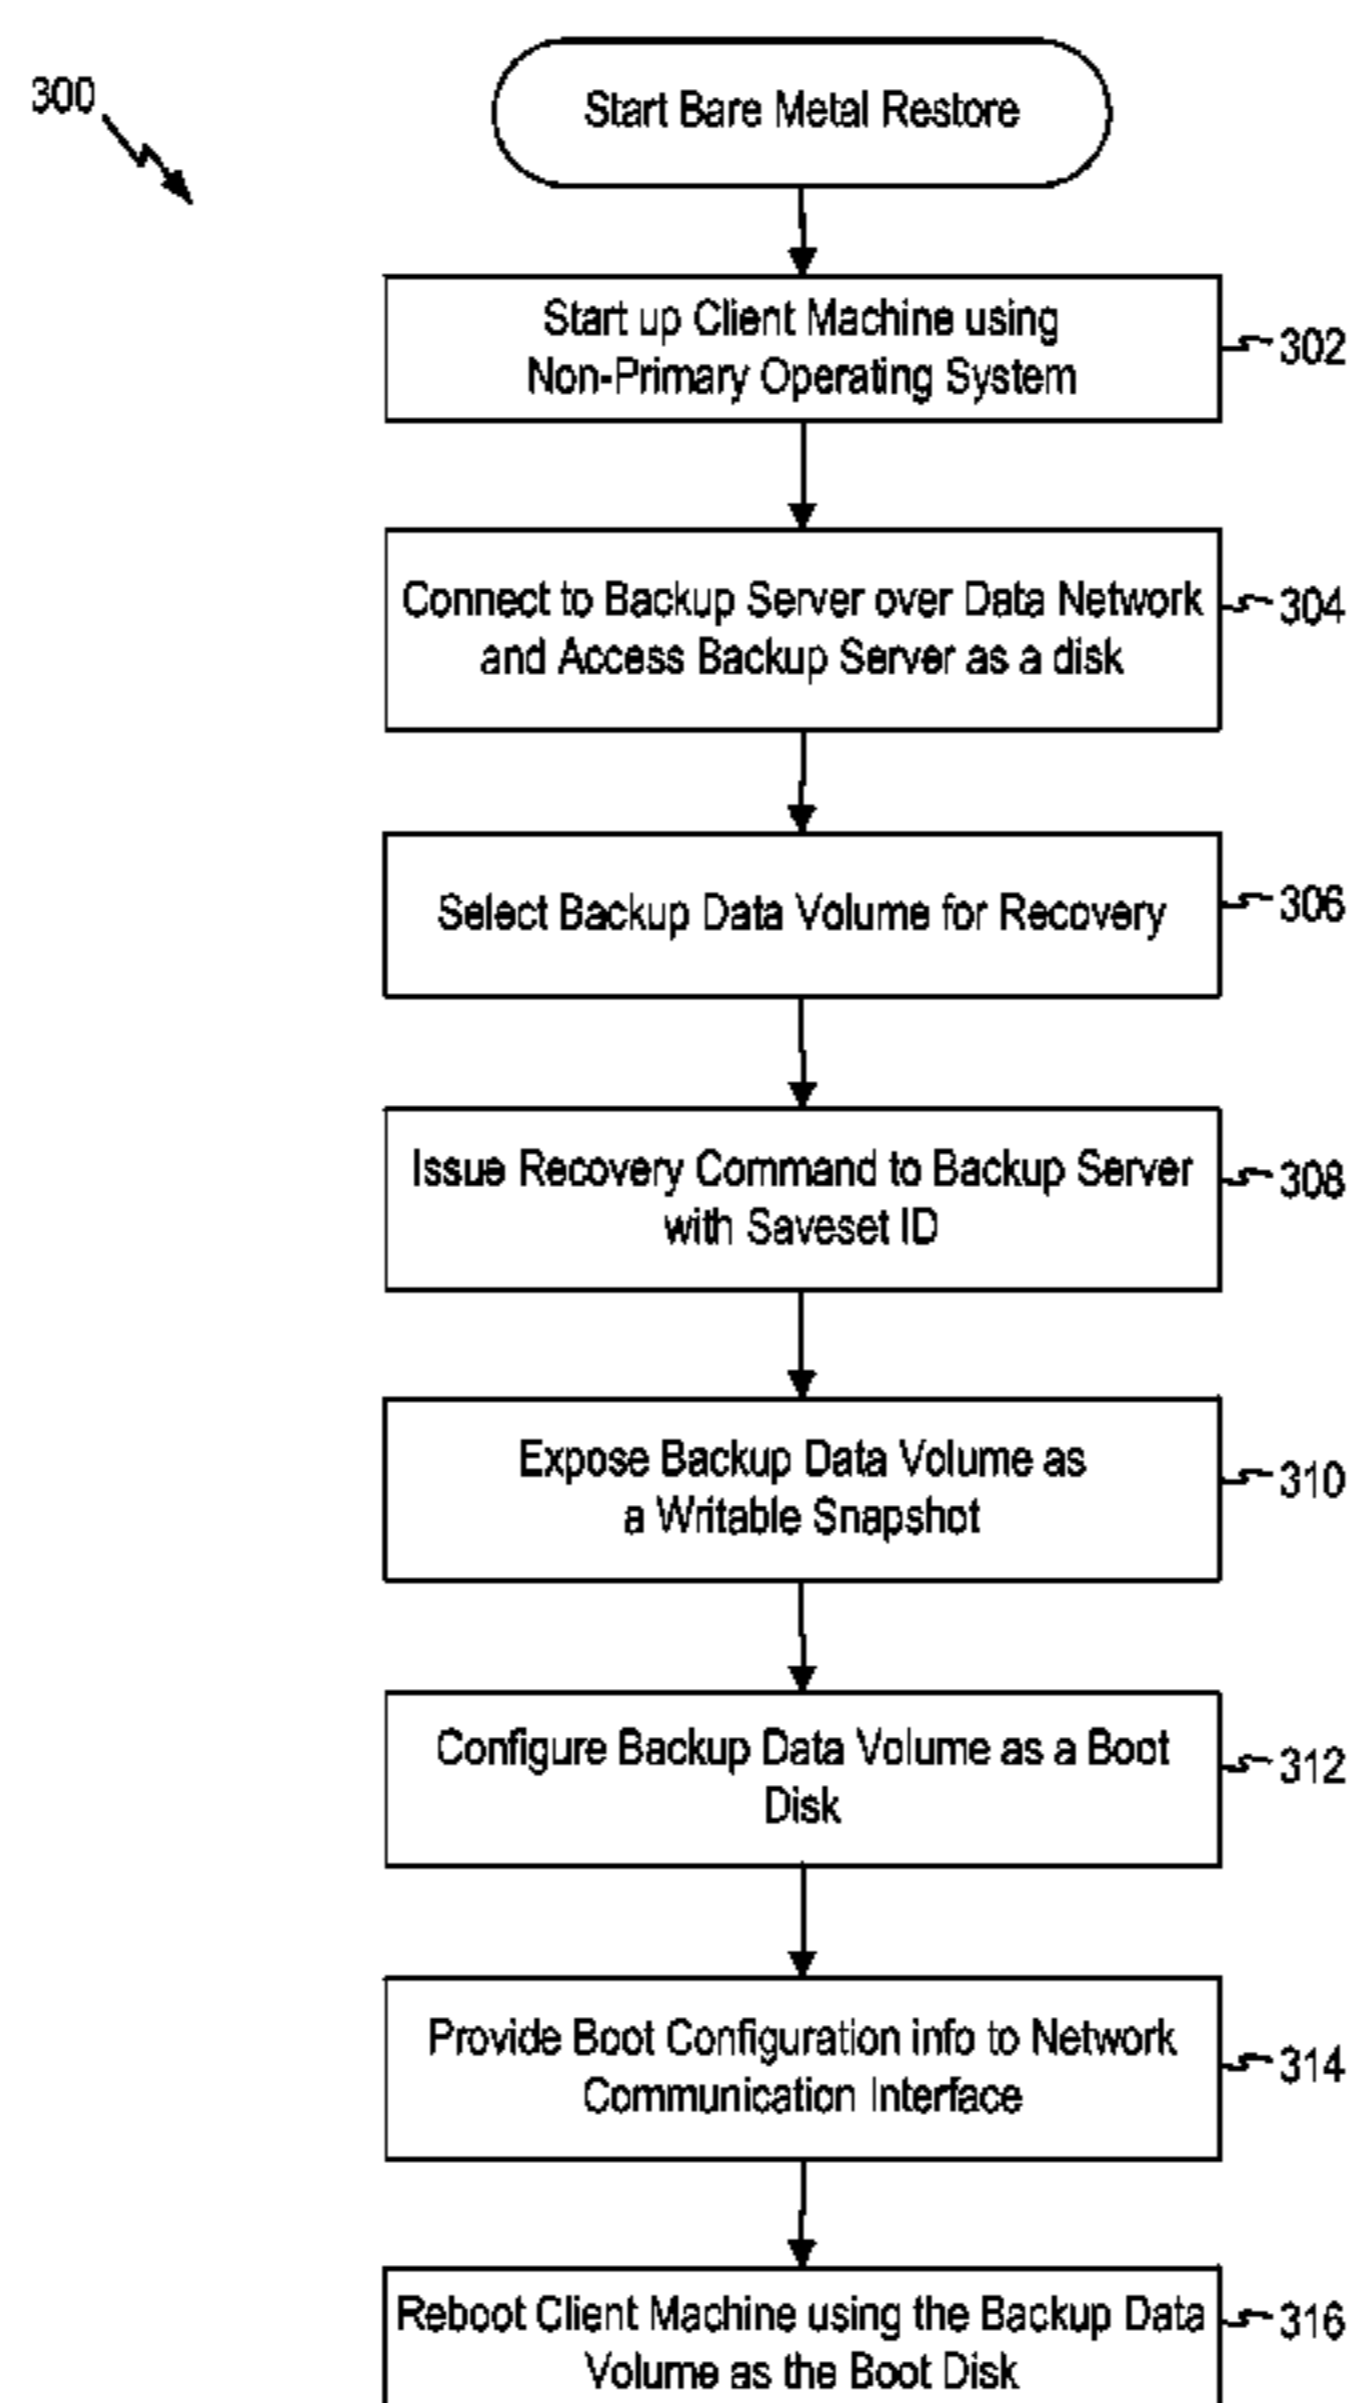 300
Start Bare Metal Restore
Start up Client Machine using
Non-Primary Operating System
302
Connect to Backup Server over Data Network
and Access Backup Server as a disk
304
Select Backup Data Volume for Recovery
306
Issue Recovery Command to Backup Server
with Saveset ID
308
Expose Backup Data Volume as
a Writable Snapshot
310
Configure Backup Data Volume as a Boot
Disk
312
Provide Boot Configuration info to Network
Communication Interface
314
Reboot Client Machine using the Backup Data
Volume as the Boot Disk
316